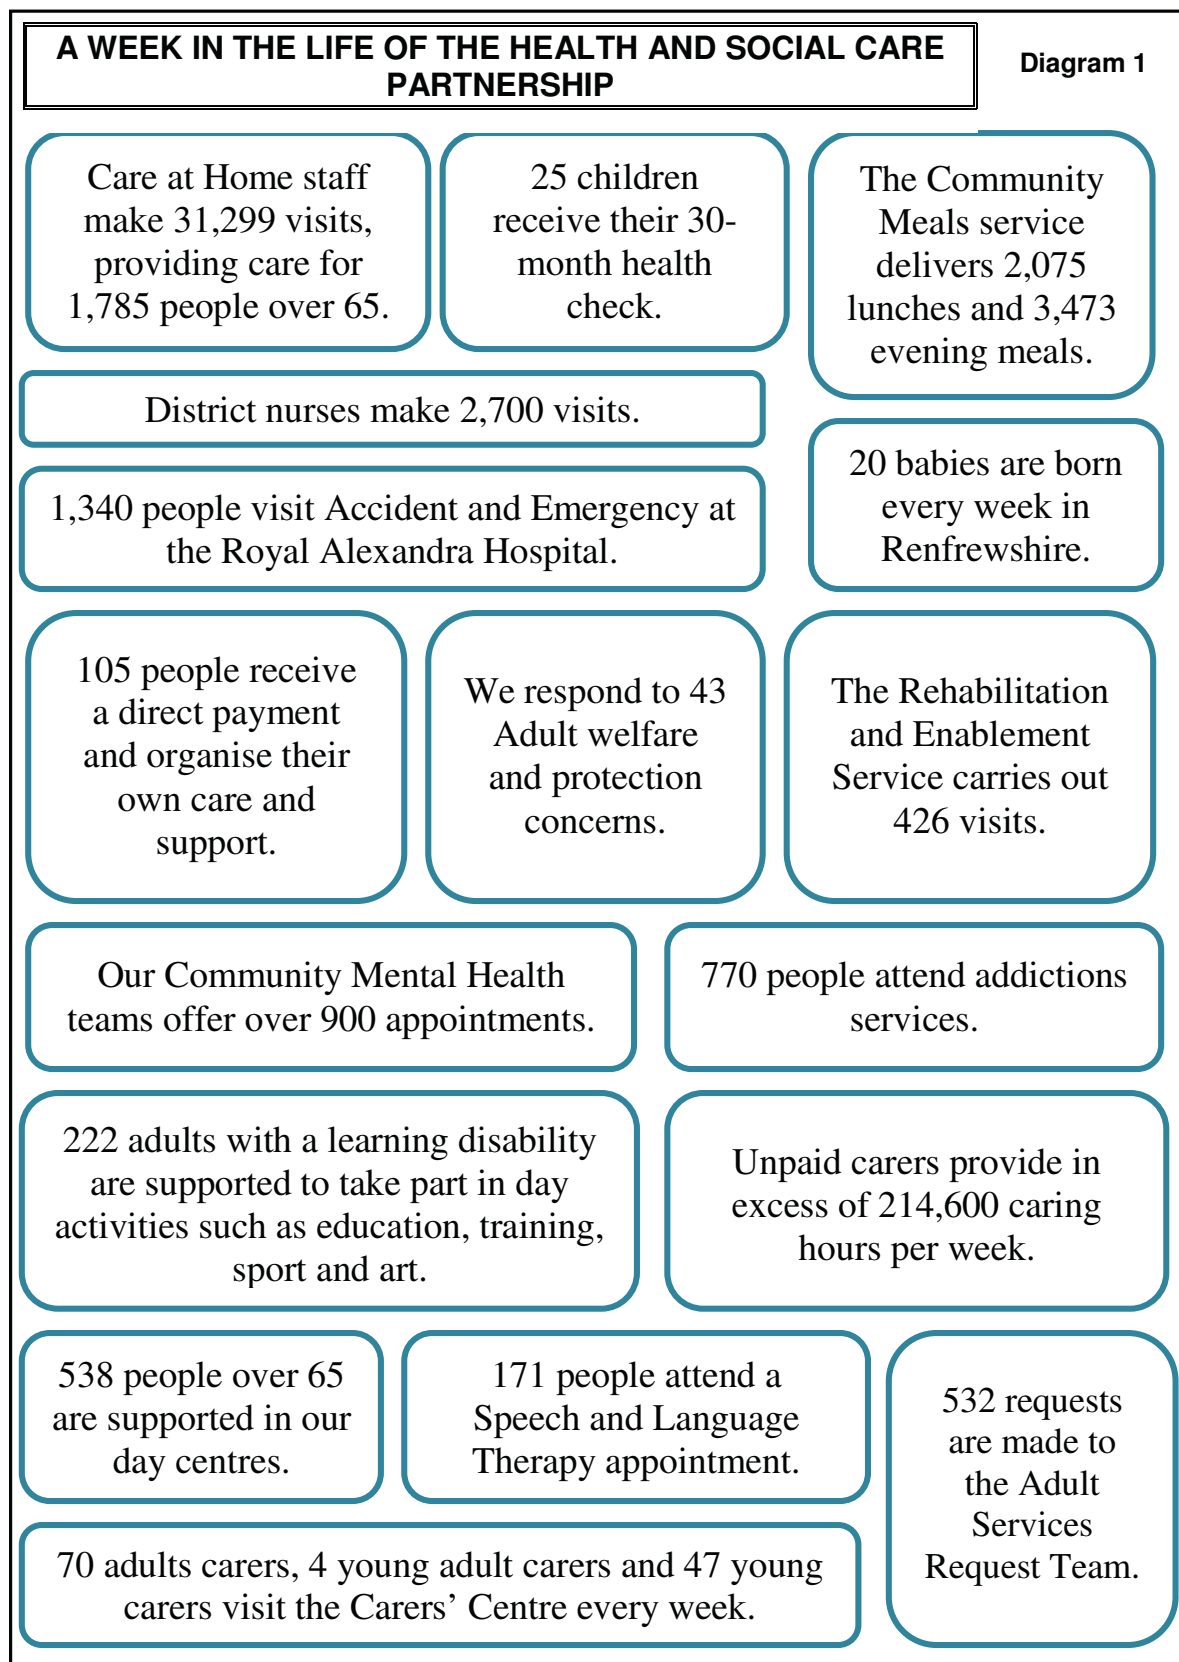 A WEEK IN THE LIFE OF THE HEALTH AND SOCIAL CARE
PARTNERSHIP
Diagram 1
Care at Home staff
make 31,299 visits,
providing care for
1,785 people over 65.
25 children
receive their 30-
month health
check.
The Community
Meals service
delivers 2,075
lunches and 3,473
evening meals.
District nurses make 2,700 visits.
1,340 people visit Accident and Emergency at
the Royal Alexandra Hospital.
20 babies are born
every week in
Renfrewshire.
105 people receive
a direct payment
and organise their
own care and
support.
We respond to 43
Adult welfare
and protection
concerns.
The Rehabilitation
and Enablement
Service carries out
426 visits.
Our Community Mental Health
teams offer over 900 appointments.
770 people attend addictions
services.
222 adults with a learning disability
are supported to take part in day
activities such as education, training,
sport and art.
Unpaid carers provide in
excess of 214,600 caring
hours per week.
538 people over 65
are supported in our
day centres.
171 people attend a
Speech and Language
Therapy appointment.
532 requests
are made to
the Adult
Services
Request Team.
70 adults carers, 4 young adult carers and 47 young
carers visit the Carers’ Centre every week.